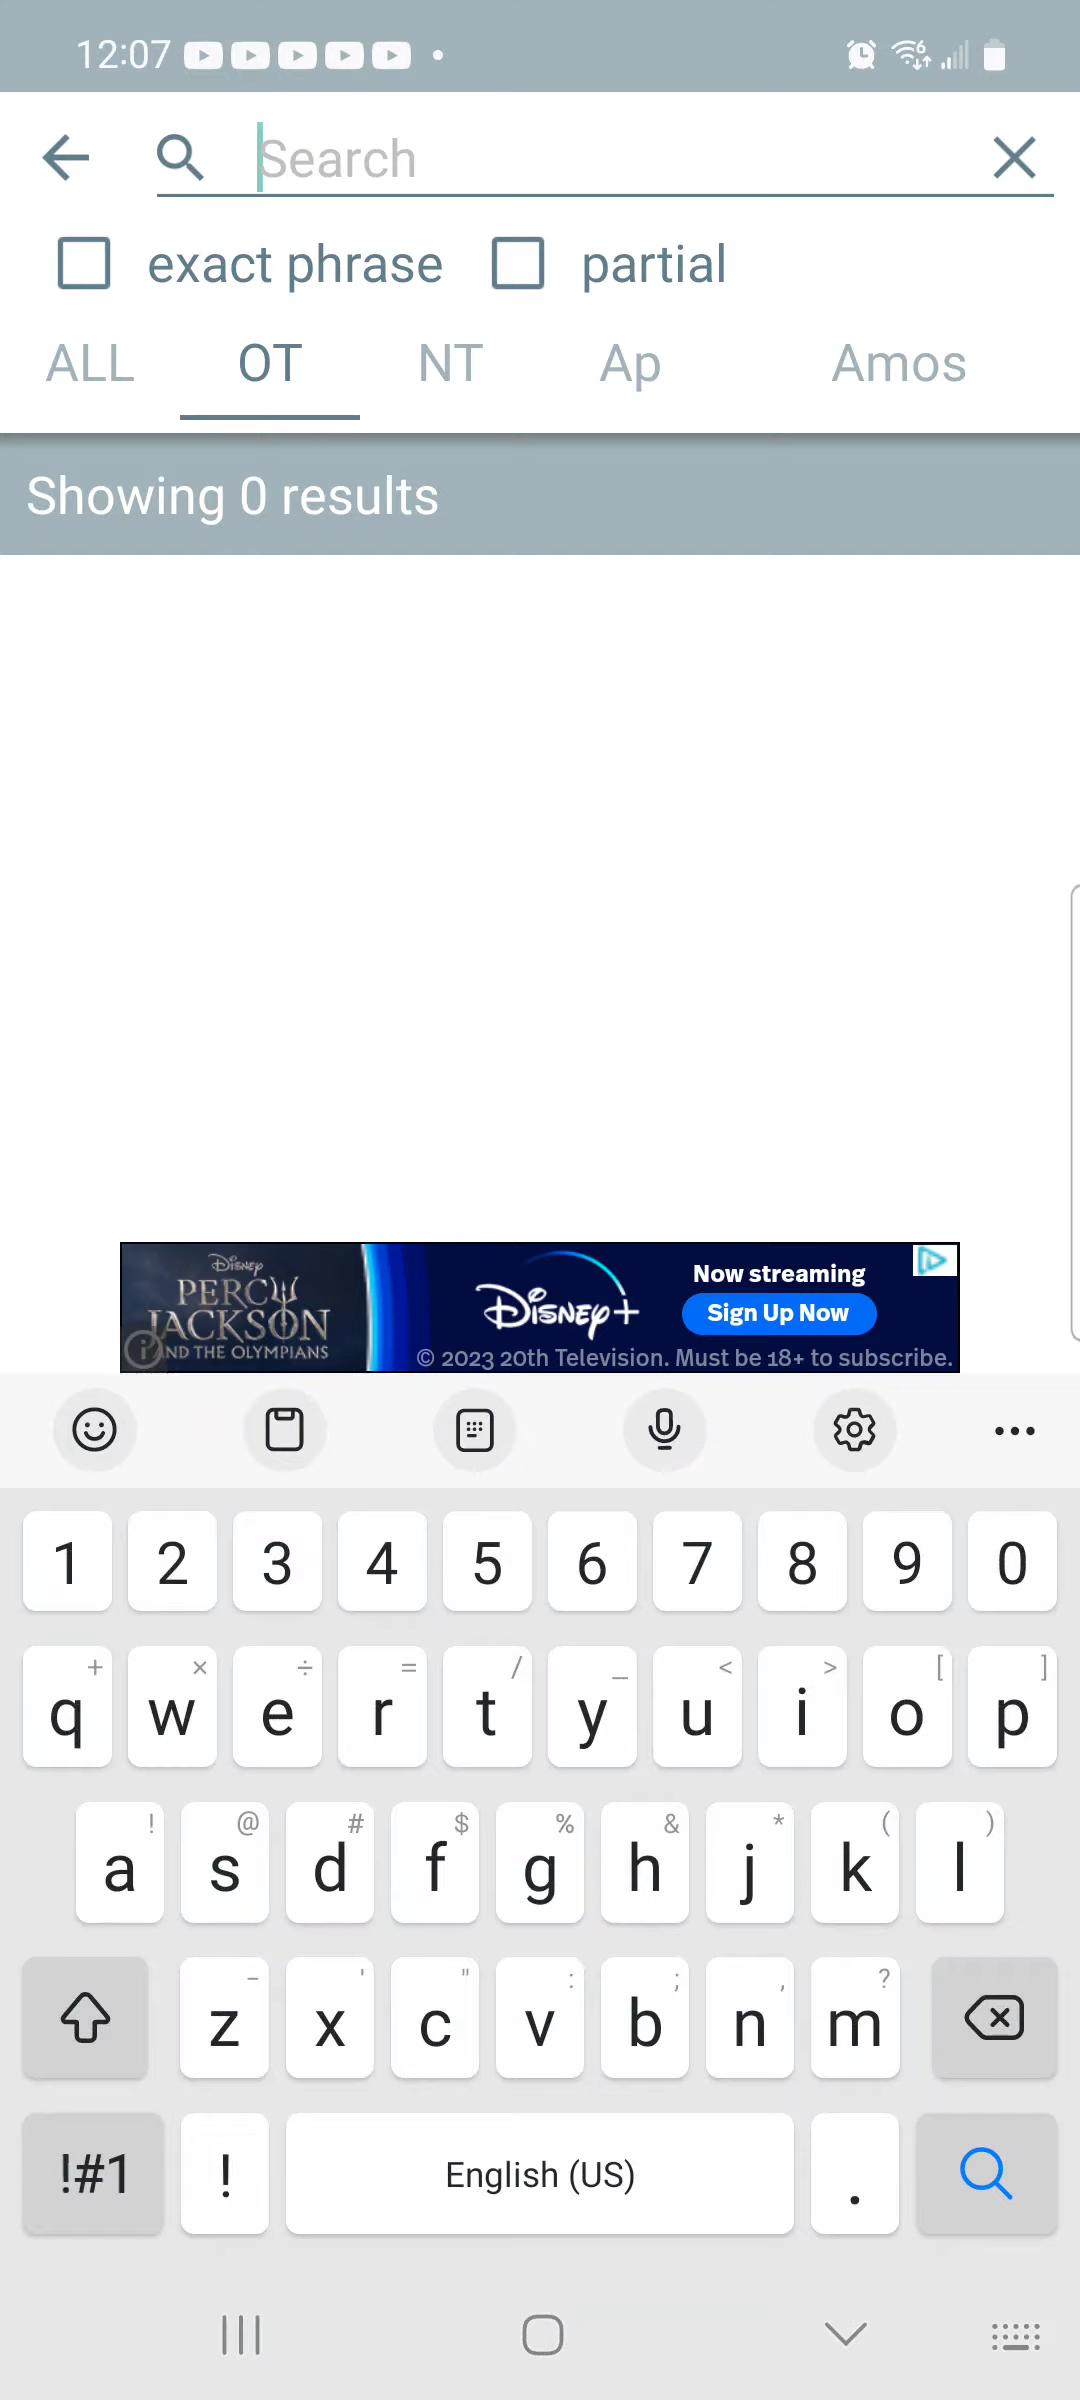 12:07
6
Search
exact phrase partial
ALL OT NT Ap Amos
Showing 0 results
Disney
PERCY
JACKSON
AND THE OLYMPIANS
Disney+
Now streaming
Sign Up Now
© 2023 20th Television. Must be 18+ to subscribe.
1 2 3 4 5 6 7 8 9 0
+ × ÷ = / _ < > [ ]
q w e r t y u i o p
! @ # $ % & * ( )
a s d f g h j k l
- ' " : ; , ?
z x c v b n m
!#1 ! English (US) .